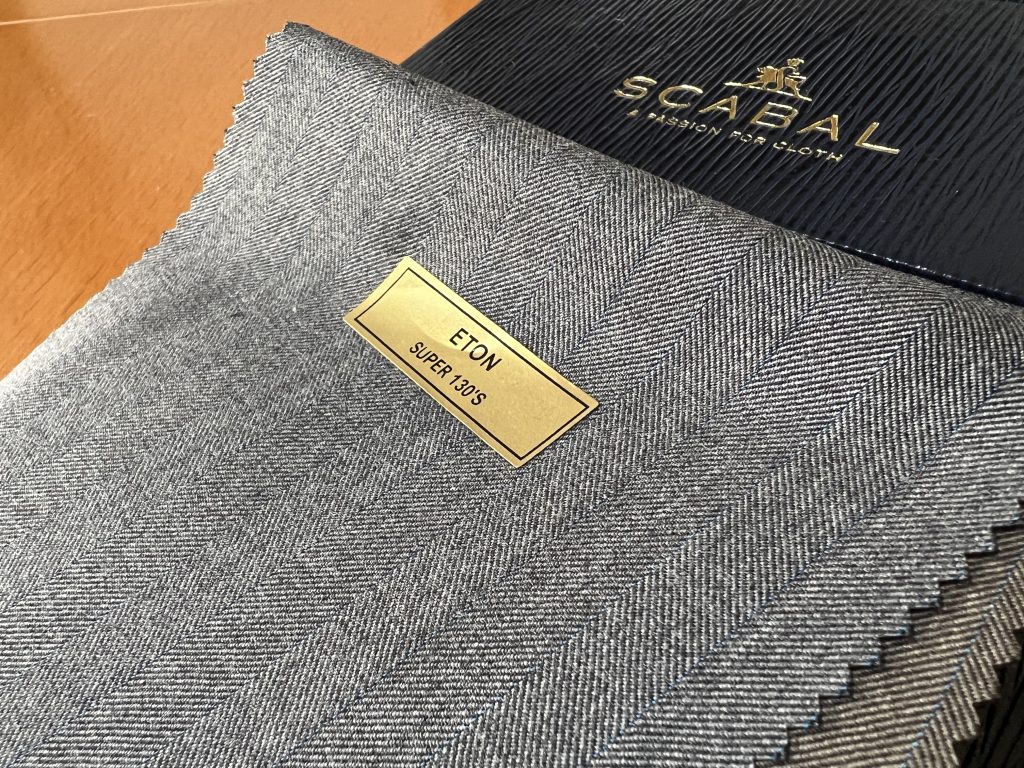 SCABAL
A PASSION FOR CLOTH
ETON
SUPER 130'S